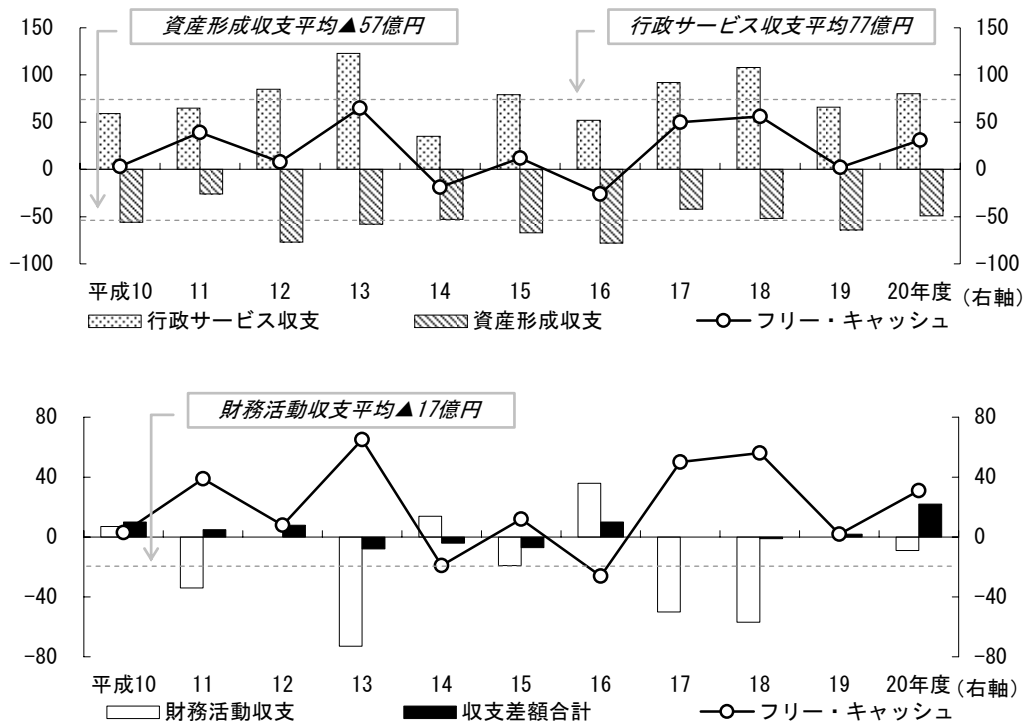 資産形成収支平均▲57億円
行政サービス収支平均77億円
150 150
100 100
50 50
0 0
−50 −50
−100 −100
平成10 11 12 13 14 15 16 17 18 19 20年度 (右軸)
行政サービス収支 資産形成収支 フリー・キャッシュ
財務活動収支平均▲17億円
80 80
40 40
0 0
−40 −40
−80 −80
平成10 11 12 13 14 15 16 17 18 19 20年度 (右軸)
財務活動収支 収支差額合計 フリー・キャッシュ